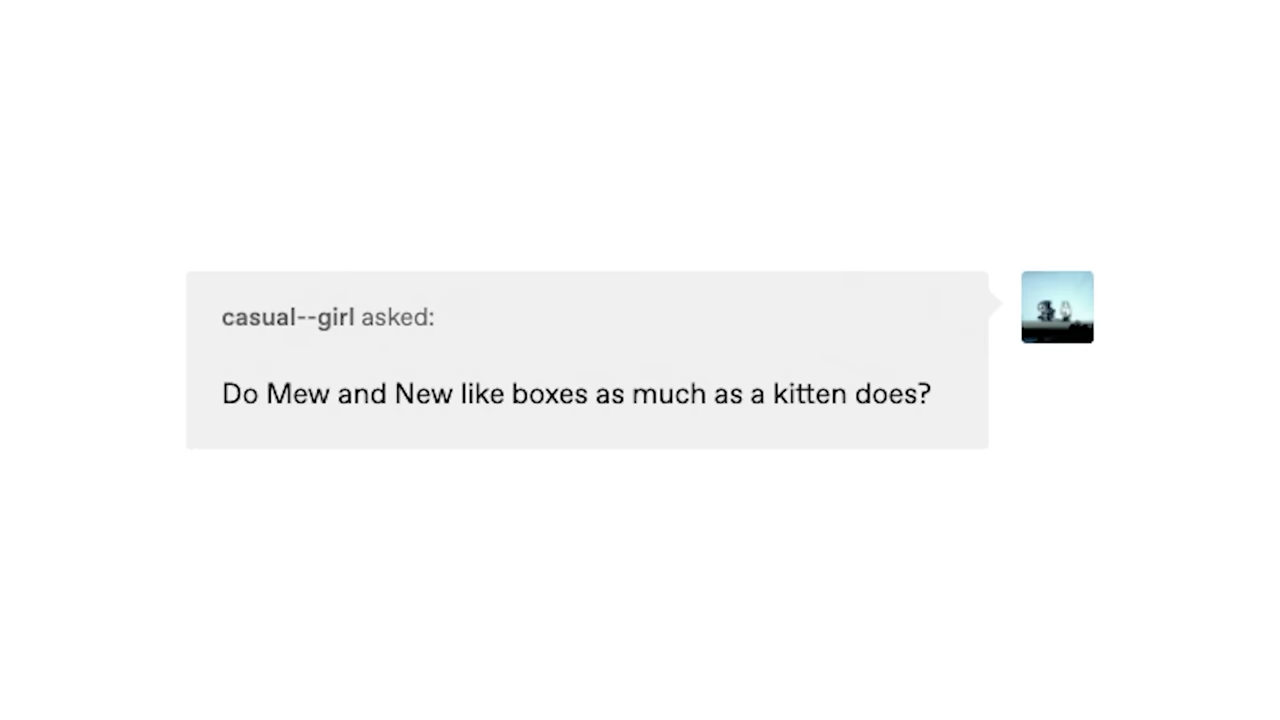 casual--girl asked:
Do Mew and New like boxes as much as a kitten does?